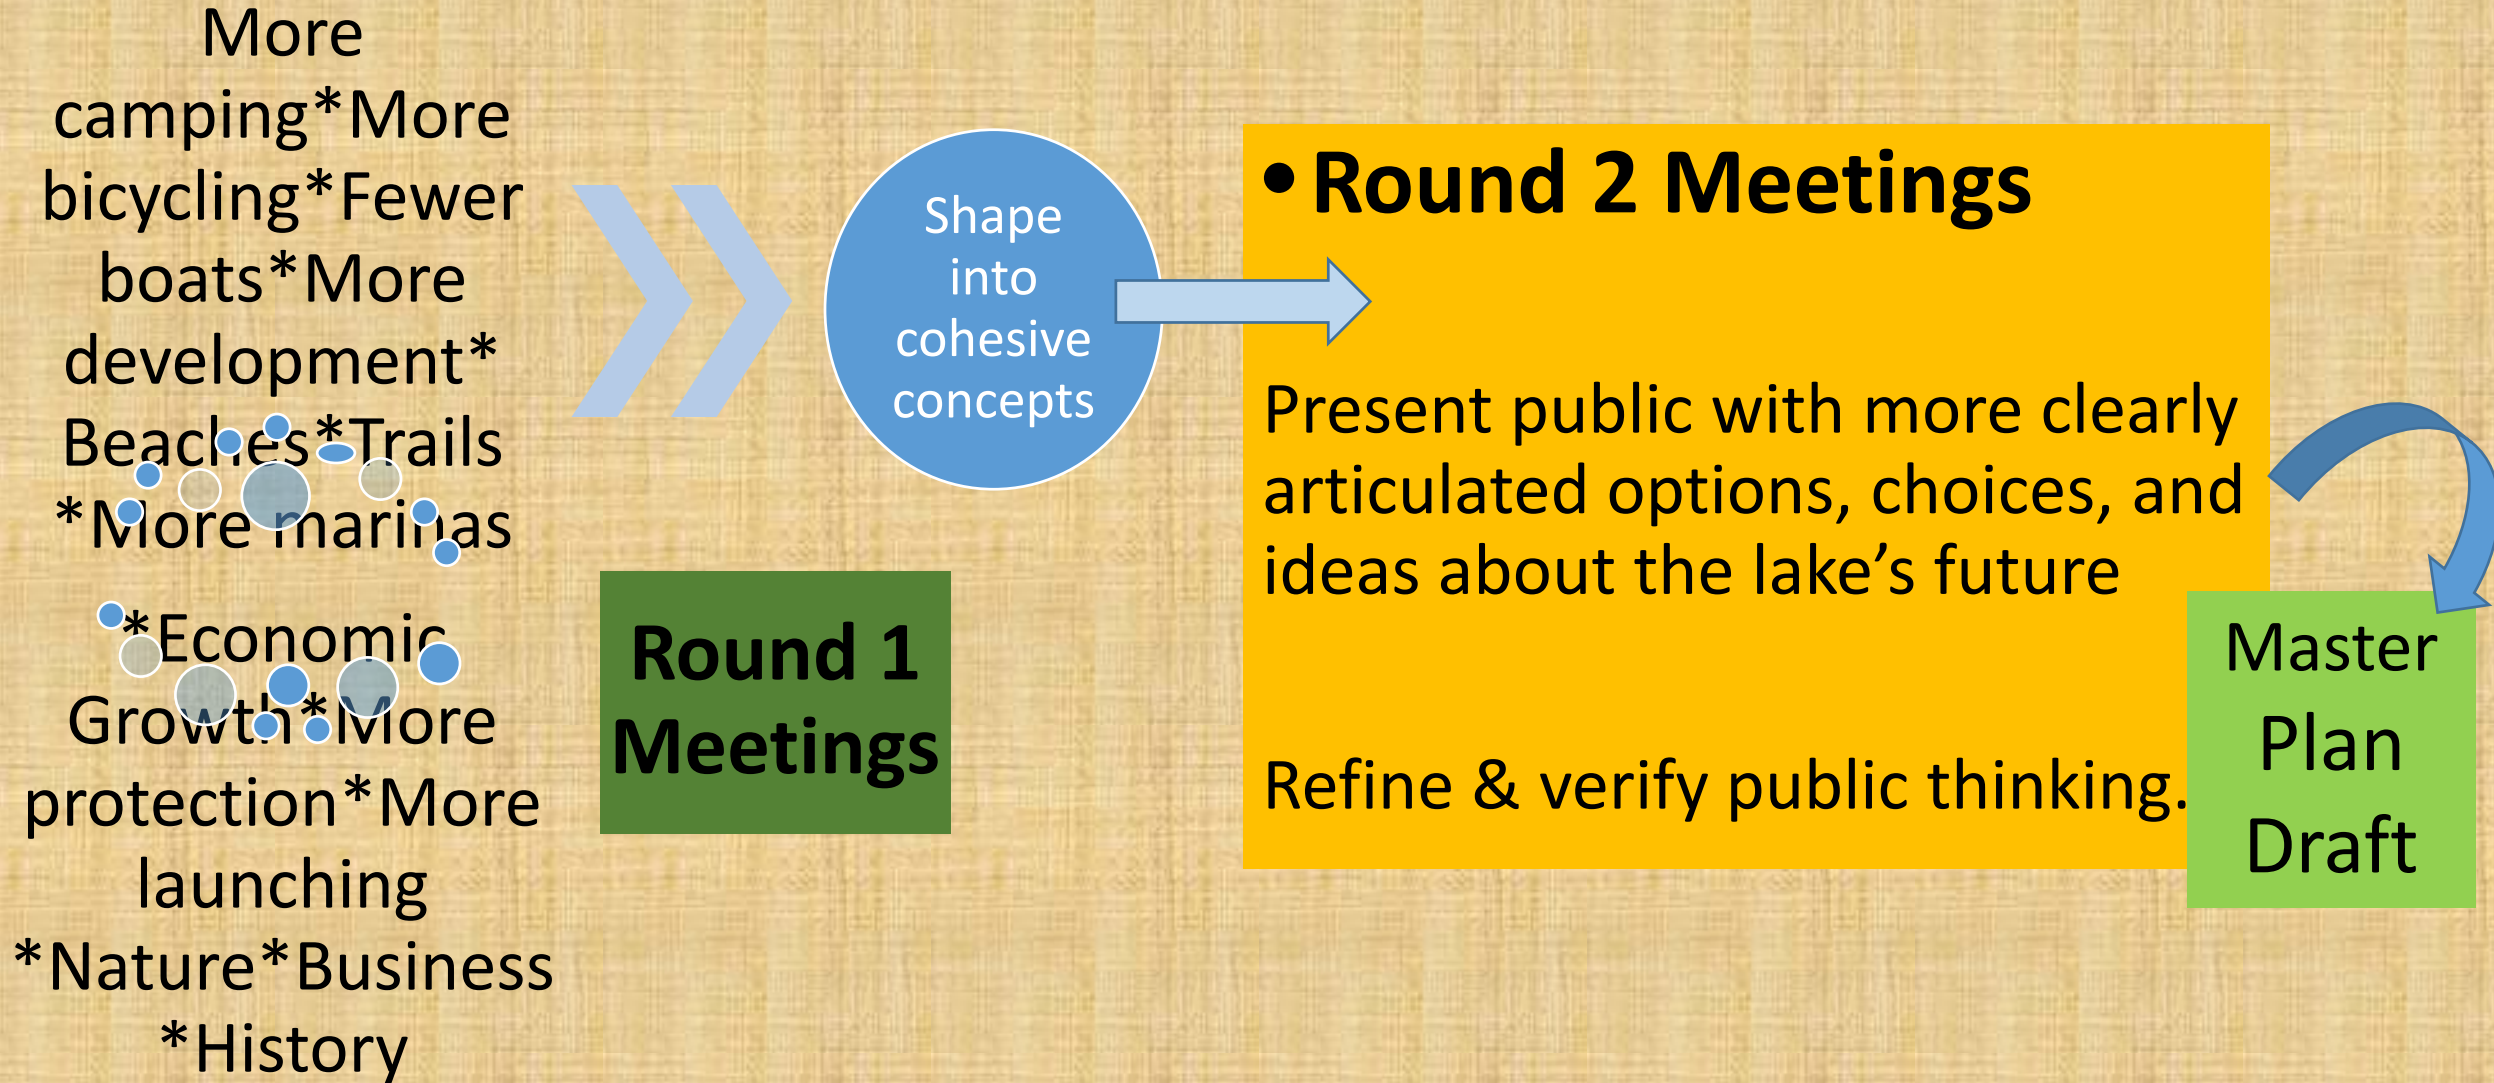 More
camping*More
bicycling*Fewer
boats*More
development*
Beaches*Trails
*More marinas
*Economic
Growth*More
protection*More
launching
*Nature*Business
*History
Shape
into
cohesive
concepts
Round 1
Meetings
• Round 2 Meetings
Present public with more clearly
articulated options, choices, and
ideas about the lake’s future
Refine & verify public thinking.
Master
Plan
Draft